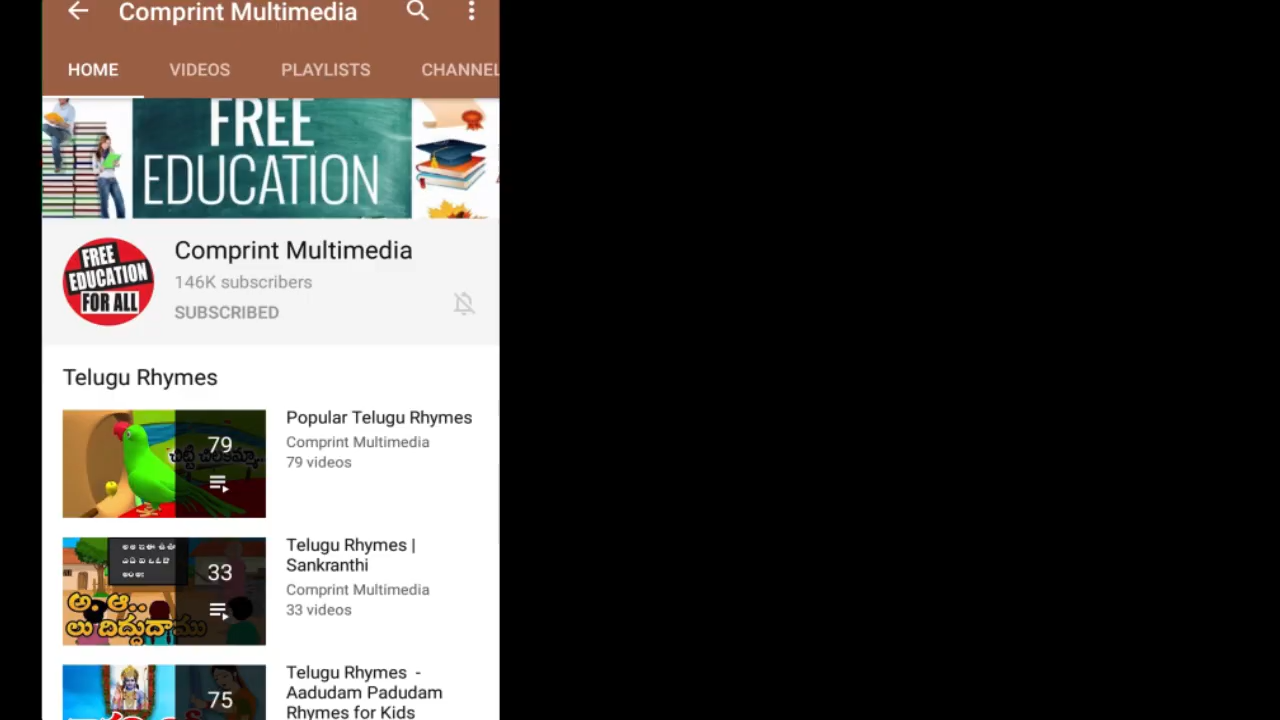 Comprint Multimedia
HOME
VIDEOS
PLAYLISTS
CHANNEL
FREE
EDUCATION
FREE
EDUCATION
FOR ALL
Comprint Multimedia
146K subscribers
SUBSCRIBED
Telugu Rhymes
79
చిట్టి చిలకమ్మా..
Popular Telugu Rhymes
Comprint Multimedia
79 videos
33
అ, ఆ..
లు దిద్దుదాము
Telugu Rhymes |
Sankranthi
Comprint Multimedia
33 videos
75
Telugu Rhymes -
Aadudam Padudam
Rhymes for Kids